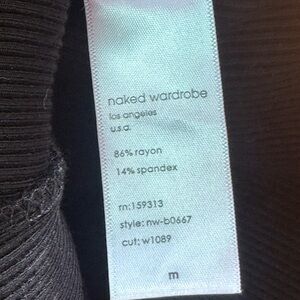 naked wardrobe
los angeles
u.s.a.
86% rayon
14% spandex
rn:159313
style: nw-b0667
cut: w1089
m